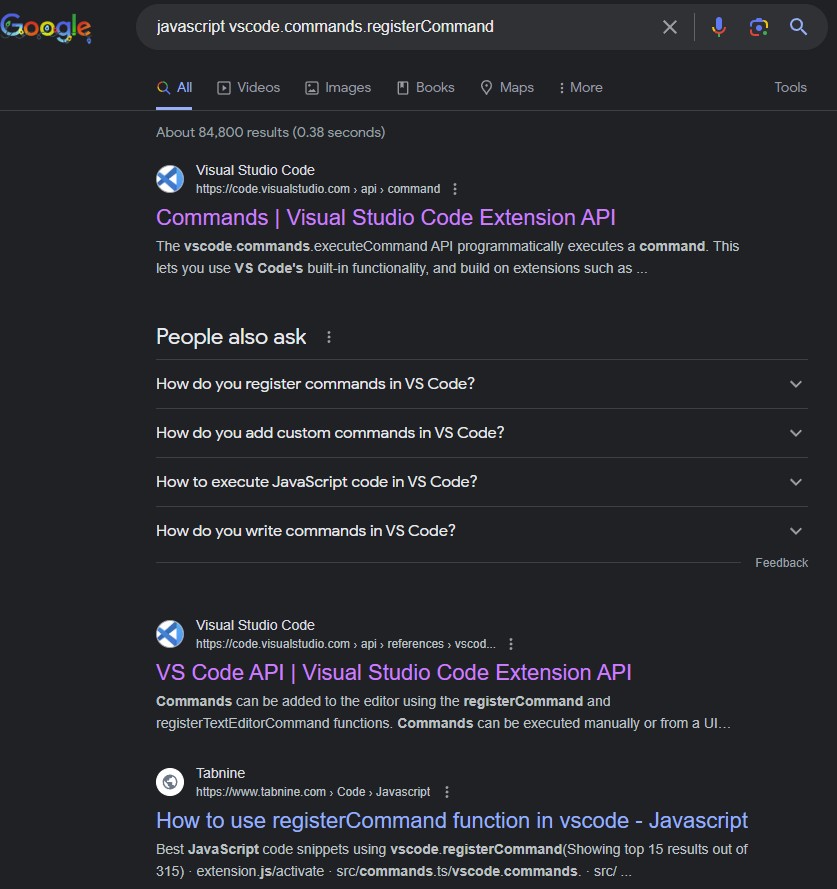 Google
javascript vscode.commands.registerCommand
All Videos Images Books Maps More Tools
About 84,800 results (0.38 seconds)
Visual Studio Code
https://code.visualstudio.com › api › command
Commands | Visual Studio Code Extension API
The vscode.commands.executeCommand API programmatically executes a command. This
lets you use VS Code's built-in functionality, and build on extensions such as ...
People also ask
How do you register commands in VS Code?
How do you add custom commands in VS Code?
How to execute JavaScript code in VS Code?
How do you write commands in VS Code?
Feedback
Visual Studio Code
https://code.visualstudio.com › api › references › vscod...
VS Code API | Visual Studio Code Extension API
Commands can be added to the editor using the registerCommand and
registerTextEditorCommand functions. Commands can be executed manually or from a UI...
Tabnine
https://www.tabnine.com › Code › Javascript
How to use registerCommand function in vscode - Javascript
Best JavaScript code snippets using vscode.registerCommand(Showing top 15 results out of
315) · extension.js/activate · src/commands.ts/vscode.commands. · src/ ...